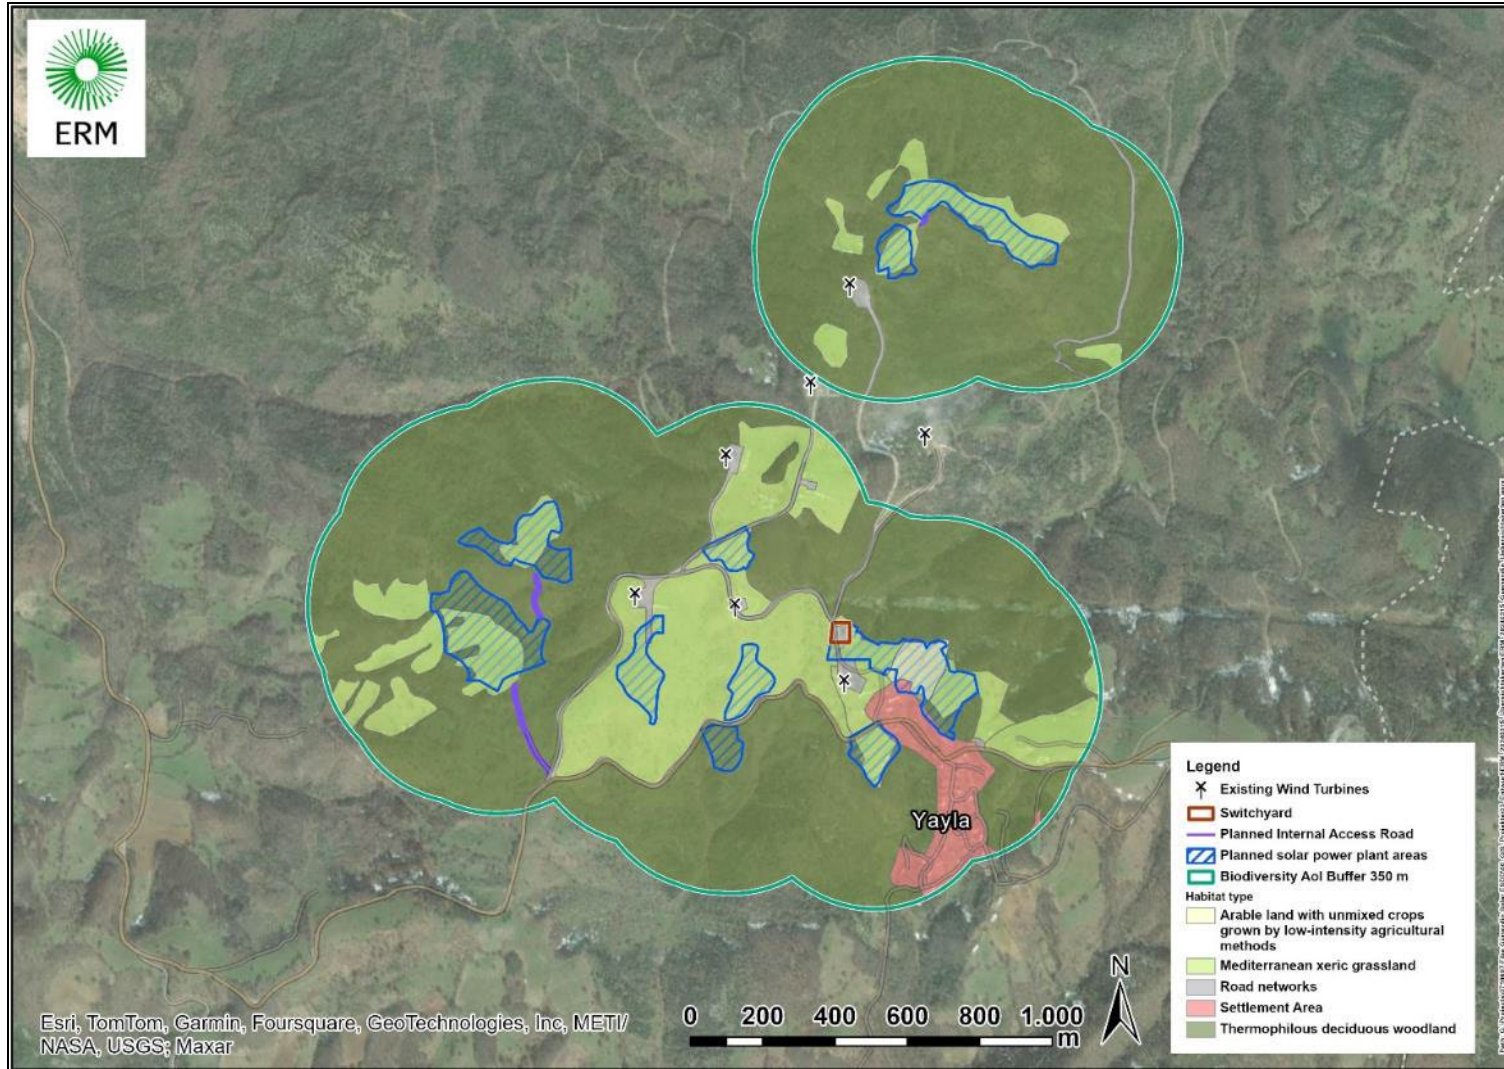 ERM
Yayla
Legend
Existing Wind Turbines
Switchyard
Planned Internal Access Road
Planned solar power plant areas
Biodiversity AoI Buffer 350 m
Habitat type
Arable land with unmixed crops
grown by low-intensity agricultural
methods
Mediterranean xeric grassland
Road networks
Settlement Area
Thermophilous deciduous woodland
N
0 200 400 600 800 1.000
m
Esri, TomTom, Garmin, Foursquare, GeoTechnologies, Inc, METI/
NASA, USGS; Maxar